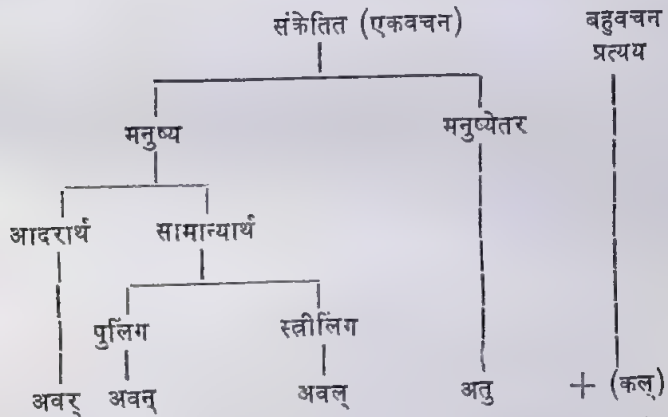 संकेतित (एकवचन) बहुवचन
प्रत्यय
मनुष्य मनुष्येतर
आदरार्थ सामान्यार्थ
पुलिंग स्त्रीलिंग
अवर् अवन् अवल् अतु + (कल्)